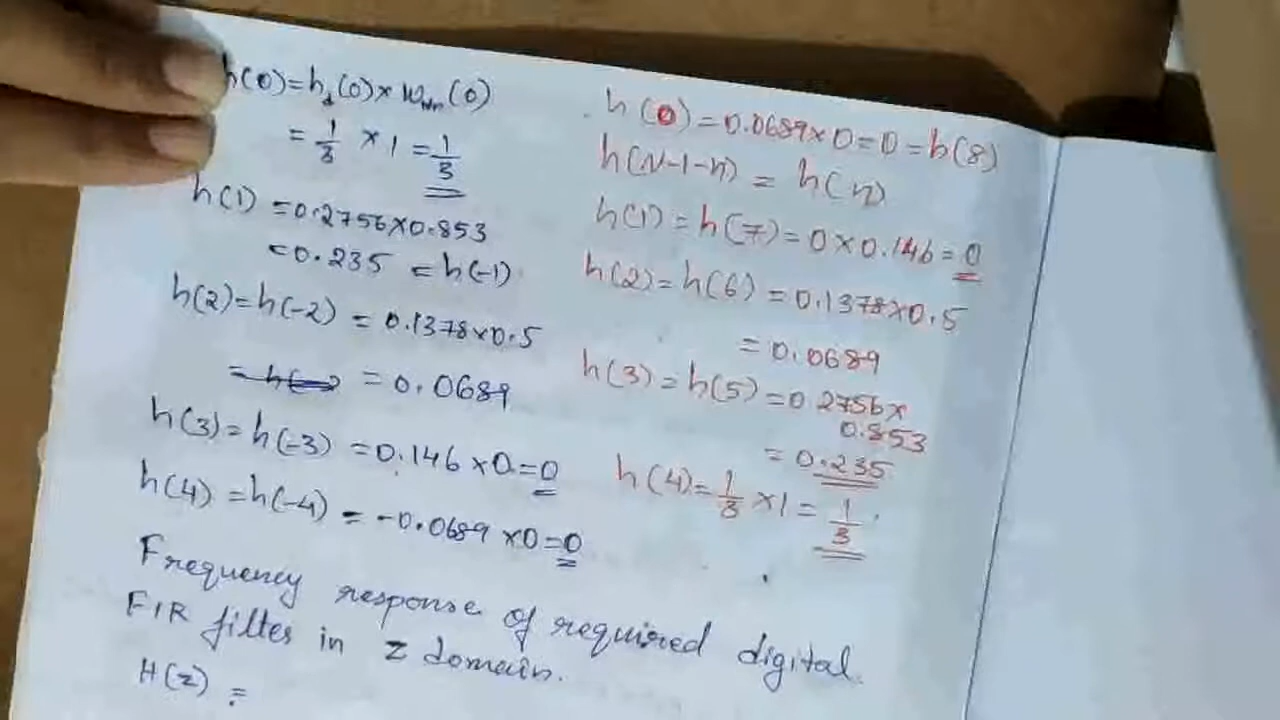 h(0)=h_d(0)×w_Hn(0)
= 1/3 ×1 = 1/3
h(1) =0.2756×0.853
=0.235 = h(-1)
h(2)=h(-2) = 0.1378×0.5
= 0.0689
h(3)=h(-3) =0.146 ×0=0
h(4) =h(-4) = -0.0689 ×0=0
Frequency response of required digital
FIR filter in z domain.
H(z) =
h(0)=0.0689×0=0=h(8)
h(N-1-n) = h(n)
h(1)=h(7)=0×0.146=0
h(2)=h(6)=0.1378×0.5
=0.0689
h(3)=h(5)=0.2756×
0.853
=0.235
h(4)=1/3 ×1= 1/3